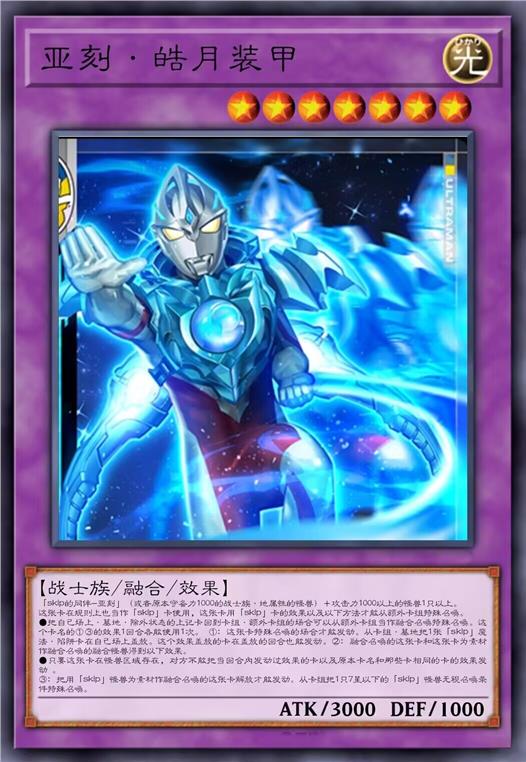 亚刻·皓月装甲
光
ULTRAMAN
【战士族/融合/效果】
「skip的同伴-亚刻」（或者原本守备力1000的战士族·地属性的怪兽）+攻击力1000以上的怪兽1只以上。
这张卡在规则上也当作「skip」卡使用，这张卡用「skip」卡的效果以及以下方法才能从额外卡组特殊召唤。
●把自己场上·墓地·除外状态的上记卡回到卡组·额外卡组的场合可以从额外卡组当作融合召唤特殊召唤。这
个卡名的①③的效果1回合各能使用1次。 ①：这张卡特殊召唤的场合才能发动。从卡组·墓地把1张「skip」魔
法·陷阱卡在自己场上盖放。这个效果盖放的卡在盖放的回合也能发动。②：融合召唤的这张卡和这张卡为素材
作融合召唤的融合怪兽得到以下效果。
●只要这张卡在怪兽区域存在，对方不能把当回合内发动过效果的卡以及原本卡名和那些卡相同的卡的效果发
动 。
③：把用「skip」怪兽为素材作融合召唤的这张卡解放才能发动。从卡组把1只7星以下的「skip」怪兽无视召唤条
件特殊召唤。
ATK/3000 DEF/1000